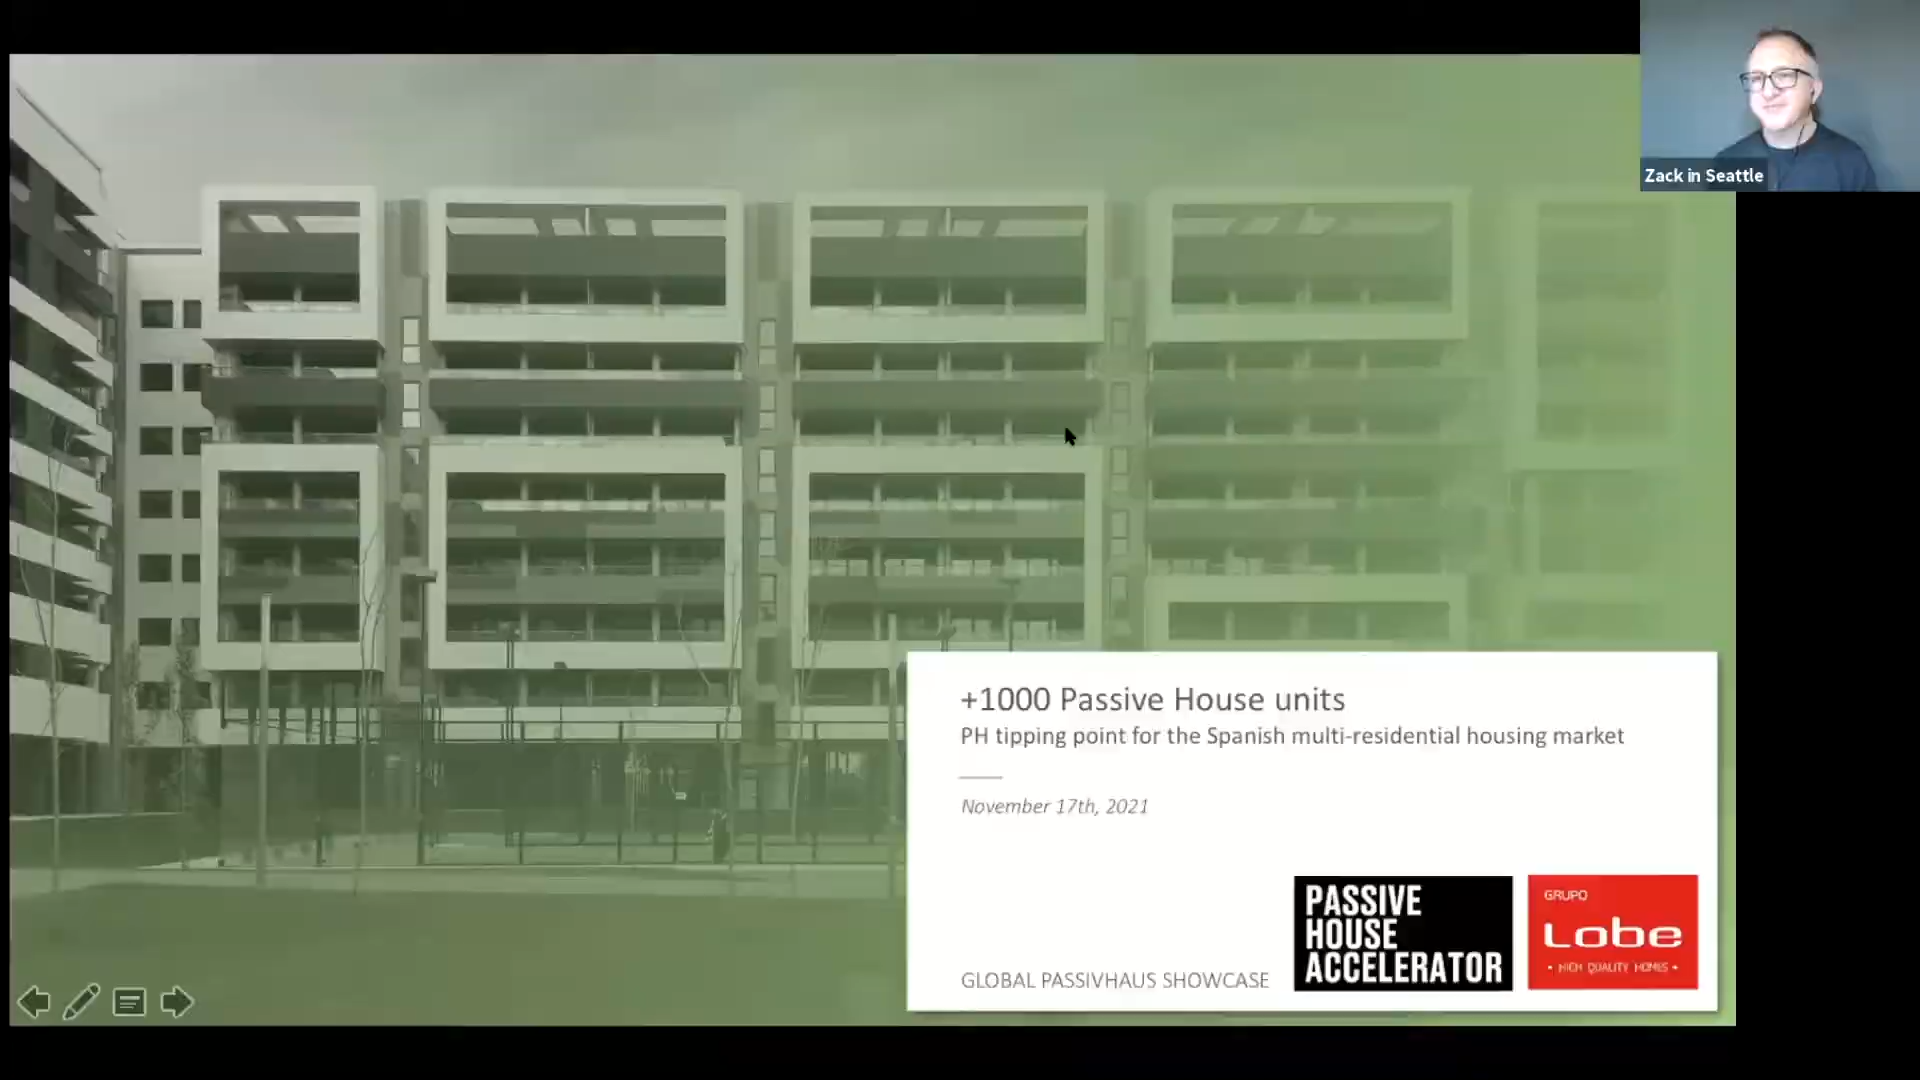 Zack in Seattle
+1000 Passive House units
PH tipping point for the Spanish multi-residential housing market
November 17th, 2021
GLOBAL PASSIVHAUS SHOWCASE
PASSIVE
HOUSE
ACCELERATOR
GRUPO
Lobe
• HIGH QUALITY HOMES •